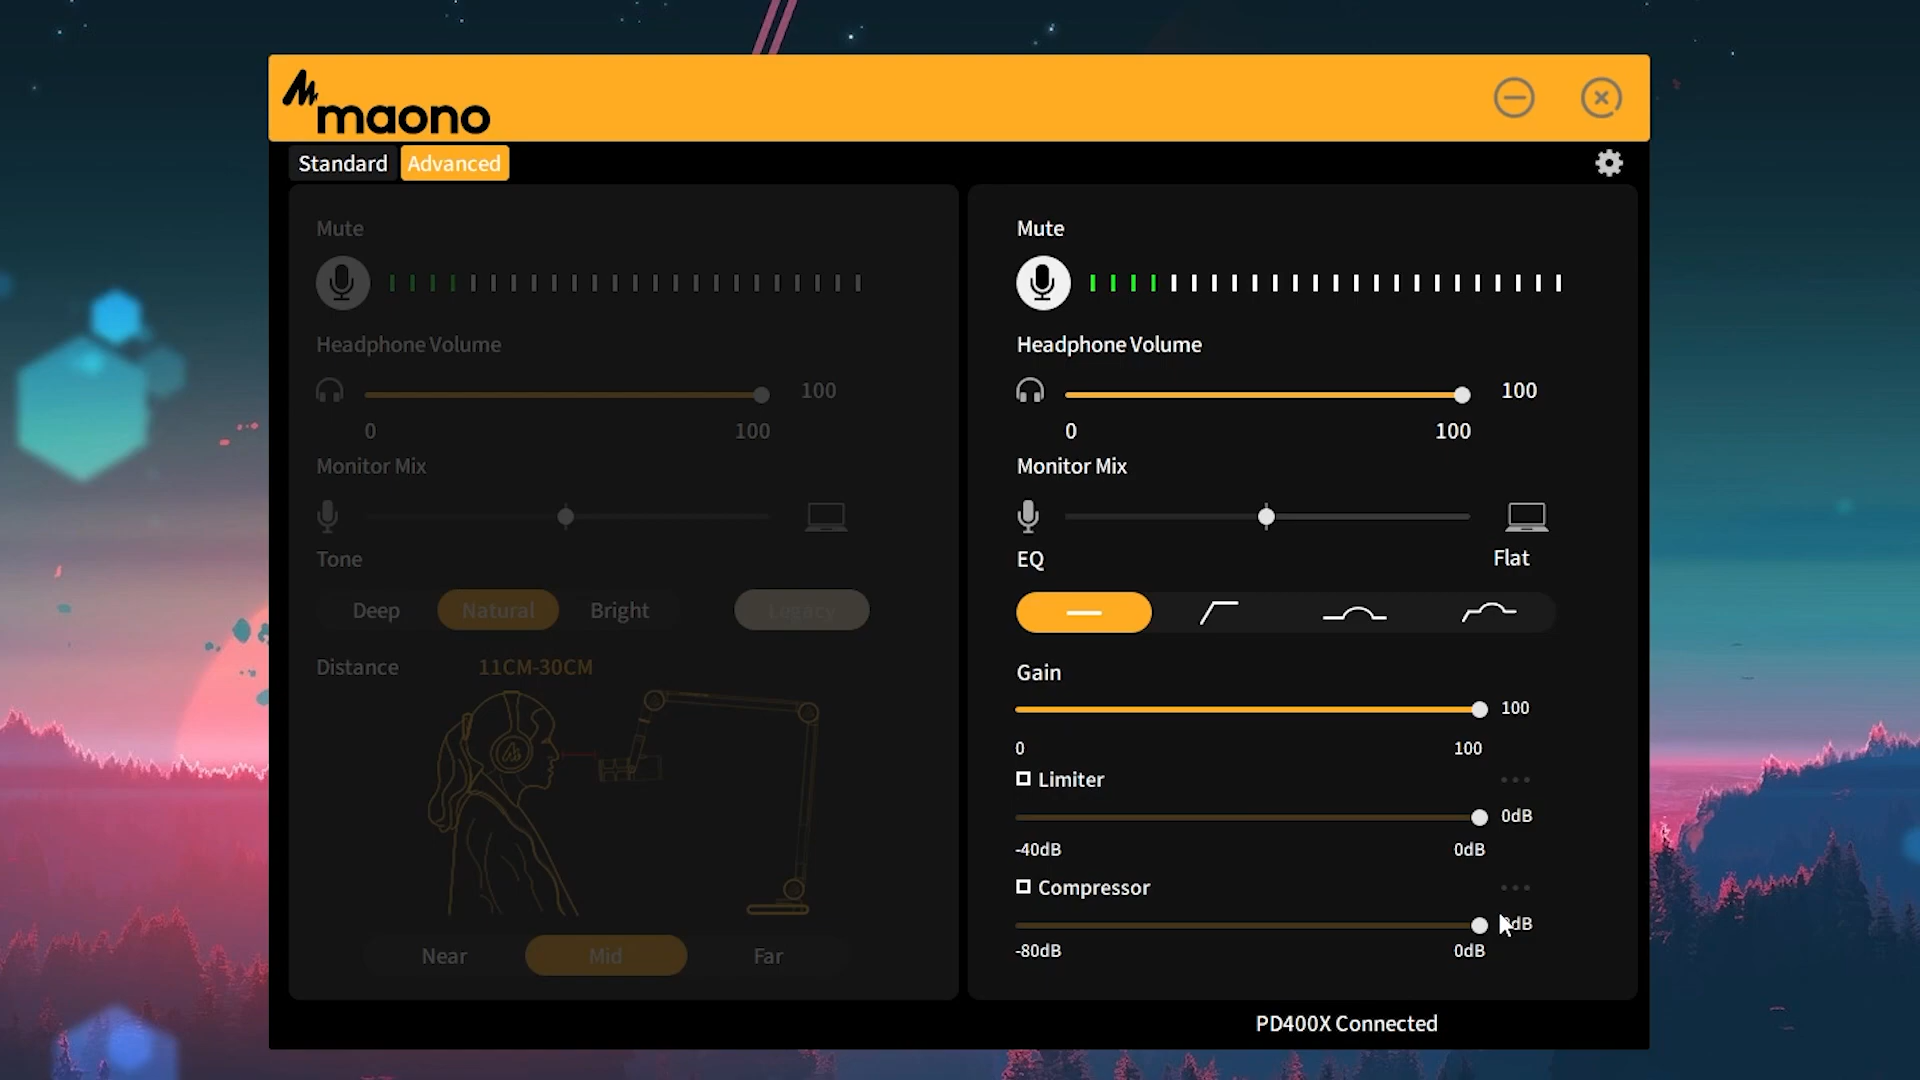 maono
Standard Advanced
Mute
Headphone Volume
100
0 100
Monitor Mix
Tone
Deep Natural Bright Legacy
Distance 11CM-30CM
Near Mid Far
Mute
Headphone Volume
100
0 100
Monitor Mix
EQ Flat
Gain
100
0 100
Limiter
0dB
-40dB 0dB
Compressor
-80dB 0dB
PD400X Connected